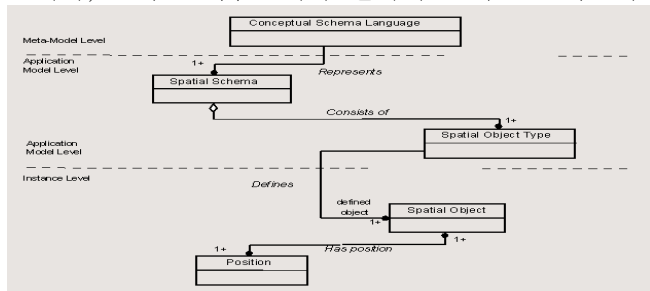 Conceptual Schema Language
Meta-Model Level
Application
Model Level
1+
Represents
Spatial Schema
Consists of
1+
Spatial Object Type
Application
Model Level
Instance Level
Defines
defined
object
1+
Spatial Object
1+
Has position
1+
Position